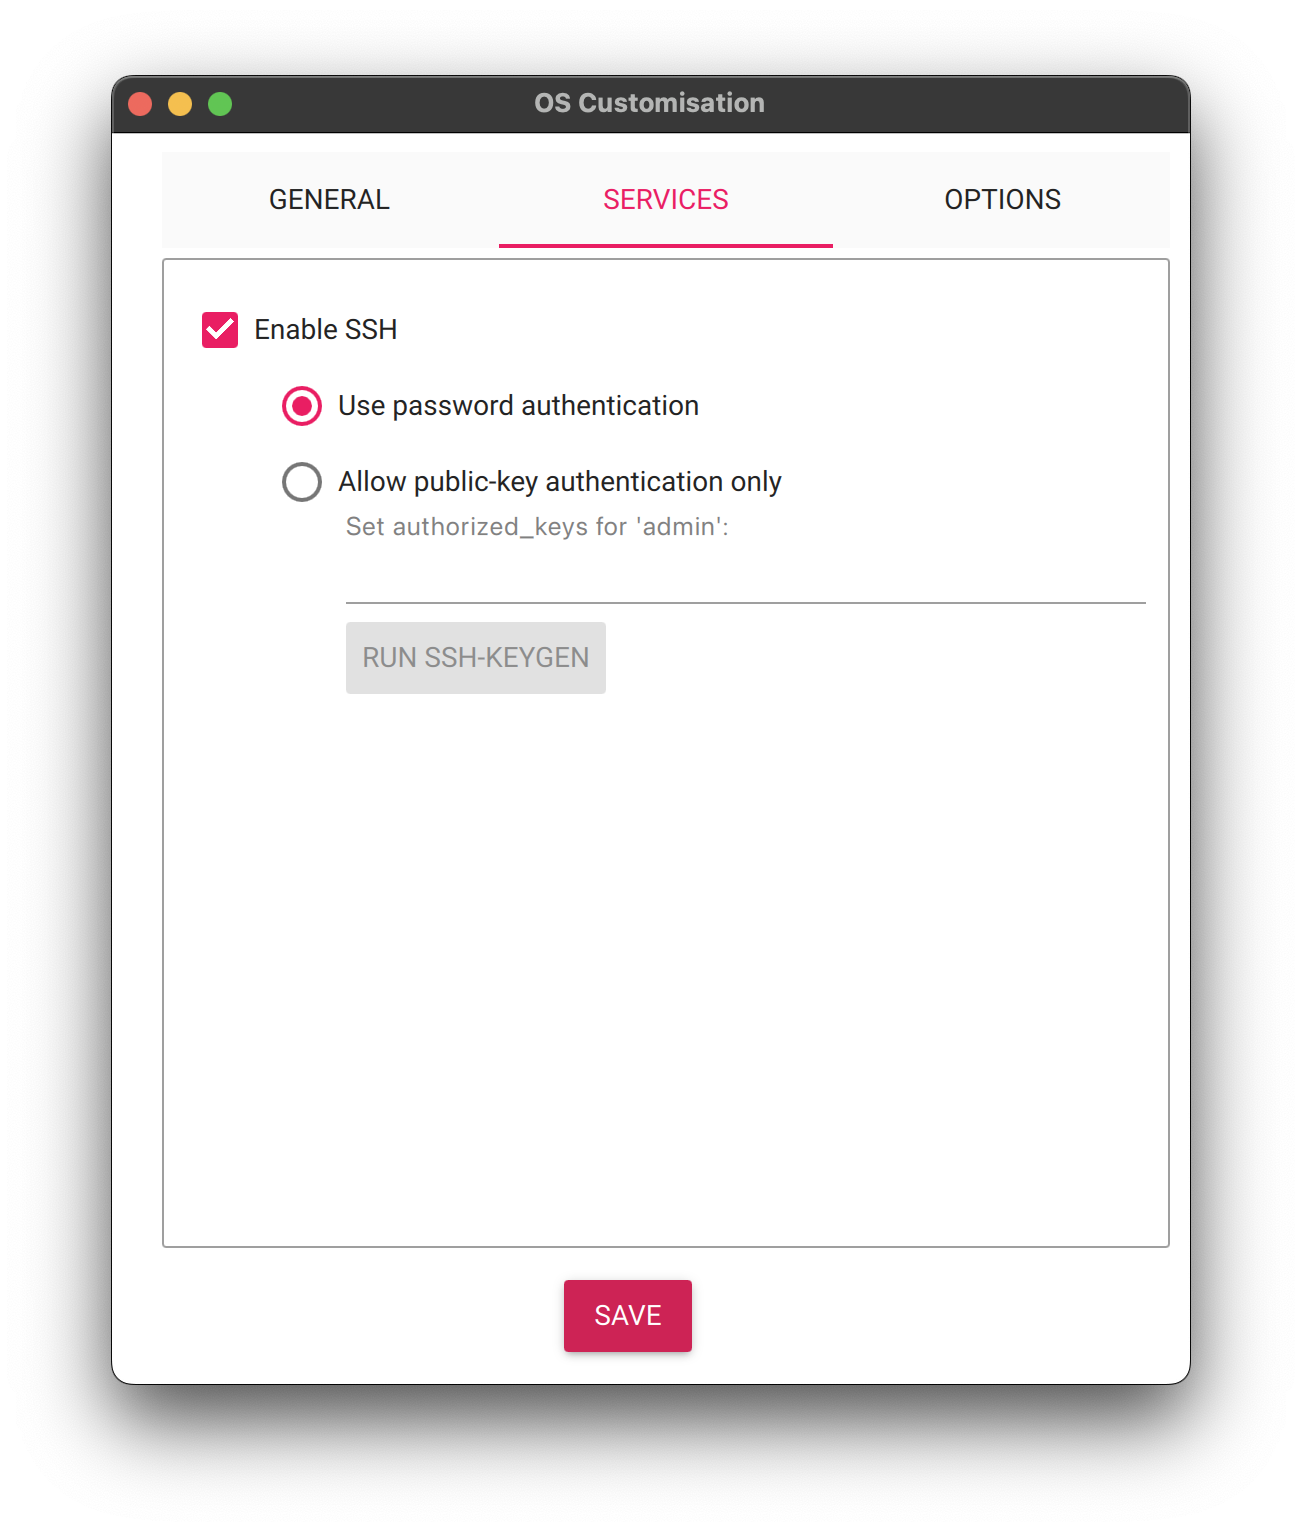 OS Customisation
GENERAL SERVICES OPTIONS
Enable SSH
Use password authentication
Allow public-key authentication only
Set authorized_keys for 'admin':
RUN SSH-KEYGEN
SAVE